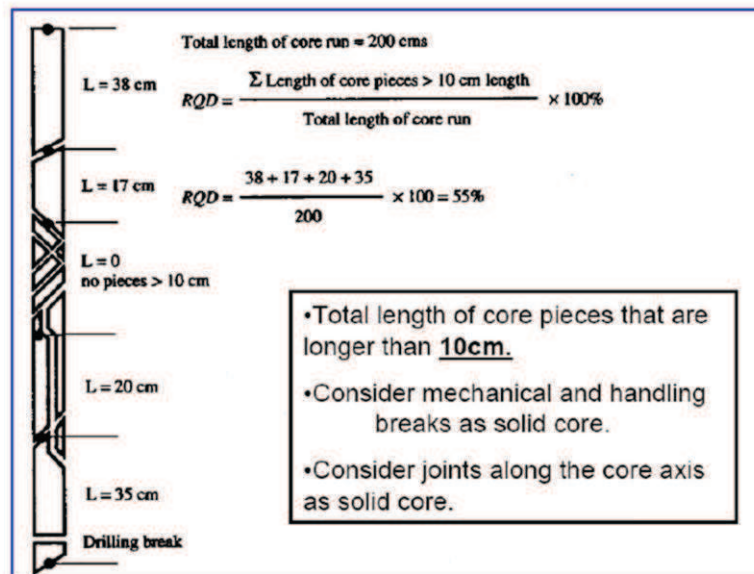 Total length of core run = 200 cms
L = 38 cm
RQD = Σ Length of core pieces > 10 cm length / Total length of core run × 100%
L = 17 cm
RQD = 38 + 17 + 20 + 35 / 200 × 100 = 55%
L = 0
no pieces > 10 cm
L = 20 cm
L = 35 cm
Drilling break
•Total length of core pieces that are
longer than 10cm.
•Consider mechanical and handling
breaks as solid core.
•Consider joints along the core axis
as solid core.